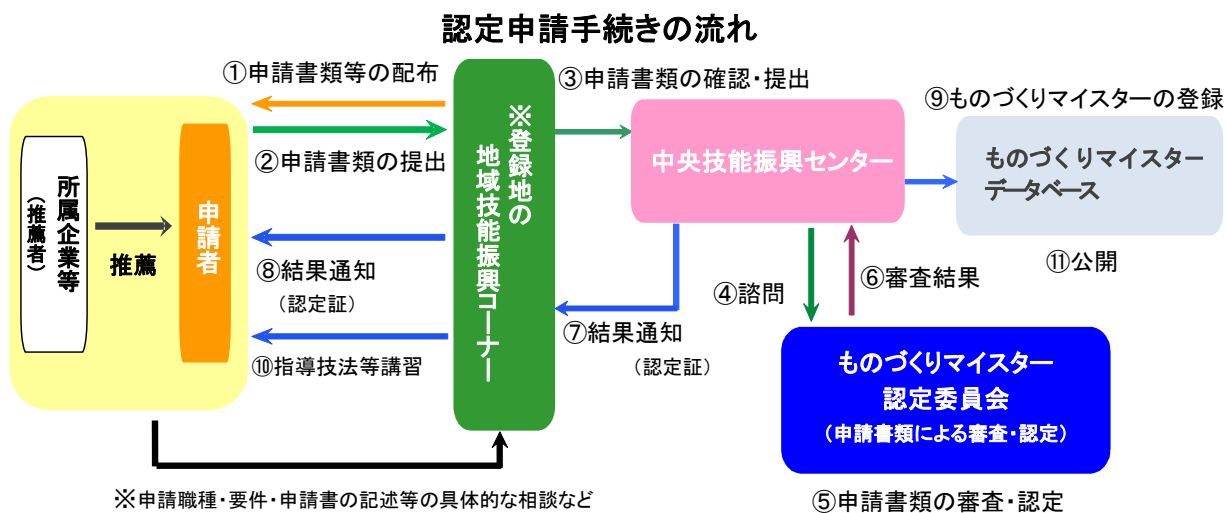 認定申請手続きの流れ
①申請書類等の配布
②申請書類の提出
所属企業等
(推薦者)
推薦
申請者
⑧結果通知
(認定証)
⑩指導技法等講習
※登録地の
地域技能振興コーナー
③申請書類の確認・提出
中央技能振興センター
⑨ものづくりマイスターの登録
ものづくりマイスター
データベース
⑪公開
④諮問
⑥審査結果
⑦結果通知
(認定証)
ものづくりマイスター
認定委員会
(申請書類による審査・認定)
⑤申請書類の審査・認定
※申請職種・要件・申請書の記述等の具体的な相談など